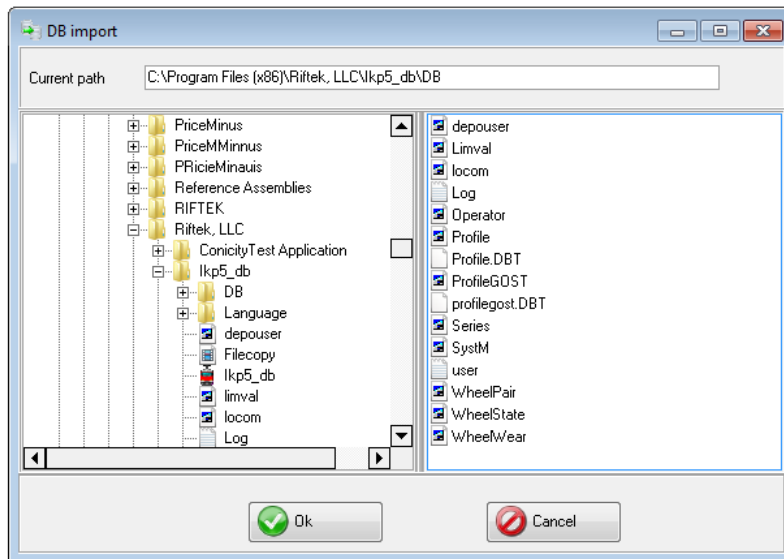 DB import
Current path
C:\Program Files (x86)\Riftek, LLC\Ikp5_db\DB
PriceMinus
PriceMMinnus
PRicieMinauis
Reference Assemblies
RIFTEK
Riftek, LLC
ConicityTest Application
Ikp5_db
DB
Language
depouser
Filecopy
Ikp5_db
limval
locom
Log
depouser
Limval
locom
Log
Operator
Profile
Profile.DBT
ProfileGOST
profilegost.DBT
Series
SystM
user
WheelPair
WheelState
WheelWear
Ok
Cancel